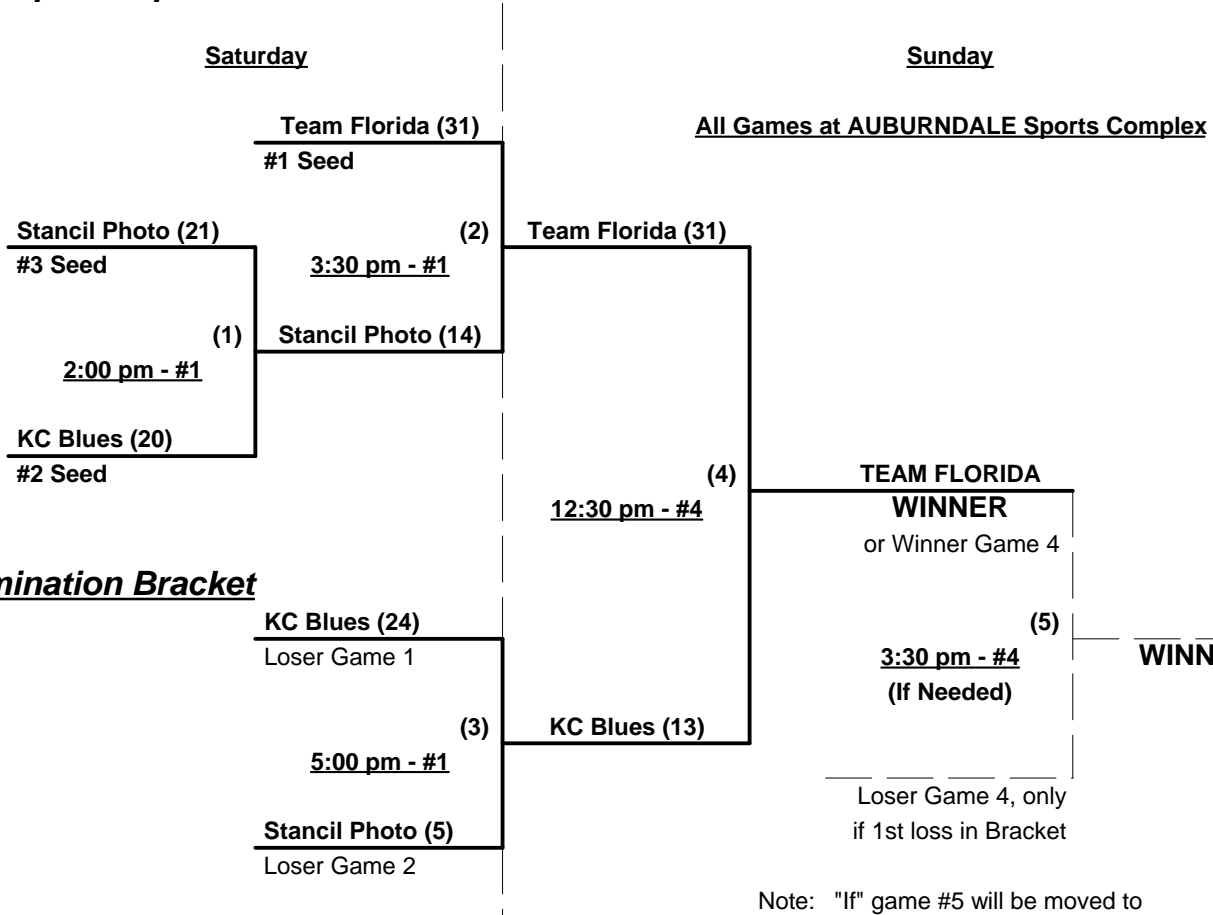 Saturday
Sunday
Team Florida (31)
All Games at AUBURNDALE Sports Complex
#1 Seed
Stancil Photo (21)
(2)
Team Florida (31)
#3 Seed
3:30 pm - #1
(1)
Stancil Photo (14)
2:00 pm - #1
KC Blues (20)
#2 Seed
(4)
TEAM FLORIDA
12:30 pm - #4
WINNER
or Winner Game 4
mination Bracket
KC Blues (24)
(5)
Loser Game 1
3:30 pm - #4
WINN
(If Needed)
(3)
KC Blues (13)
5:00 pm - #1
Loser Game 4, only
Stancil Photo (5)
if 1st loss in Bracket
Loser Game 2
Note: "If" game #5 will be moved to